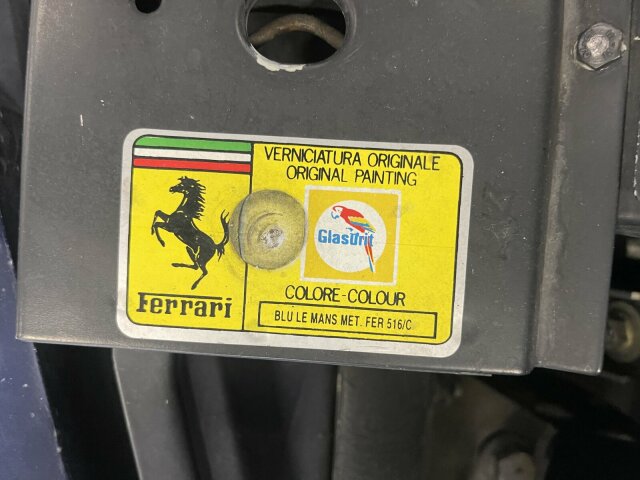 VERNICIATURA ORIGINALE
ORIGINAL PAINTING
Glasurit
COLORE-COLOUR
BLU LE MANS MET. FER 516/C
Ferrari